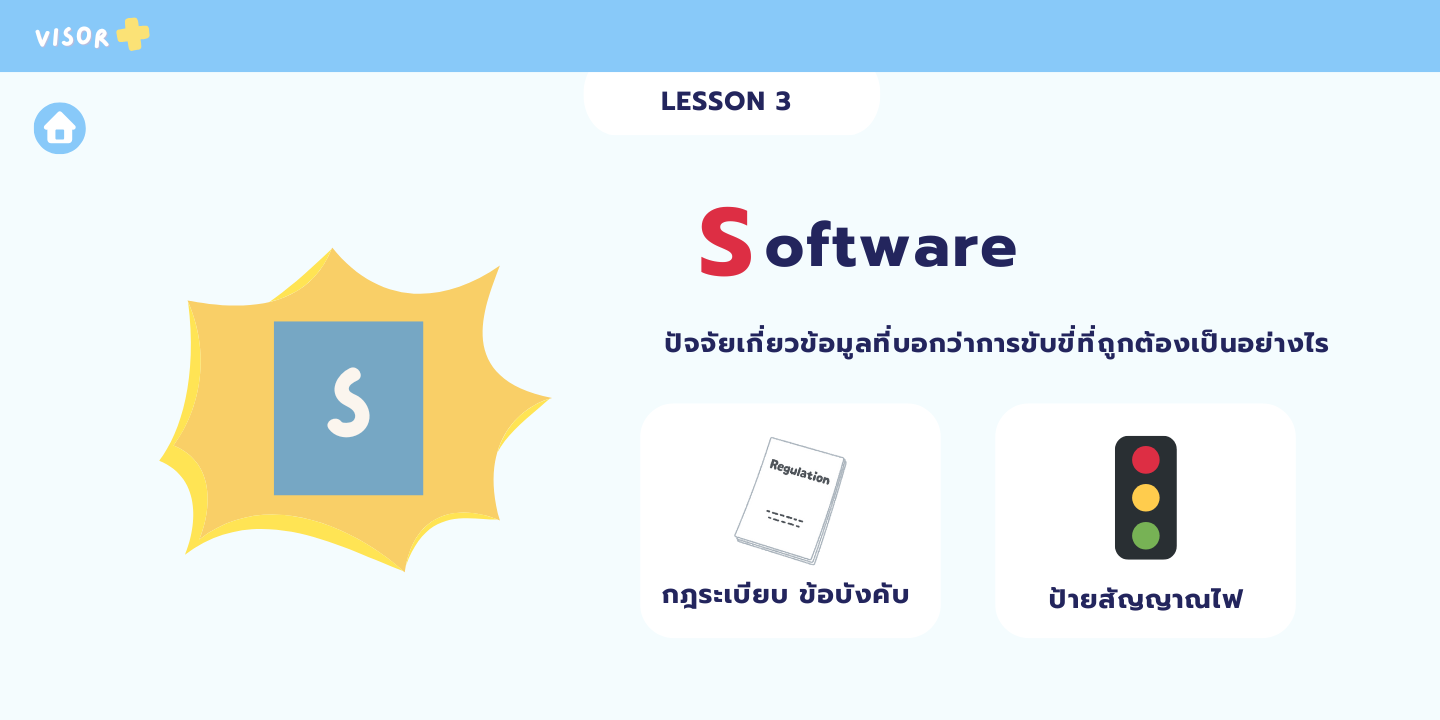 VISOR
LESSON 3
Software
ปัจจัยเกี่ยวข้อมูลที่บอกว่าการขับขี่ที่ถูกต้องเป็นอย่างไร
S
Regulation
กฎระเบียบ ข้อบังคับ
ป้ายสัญญาณไฟ